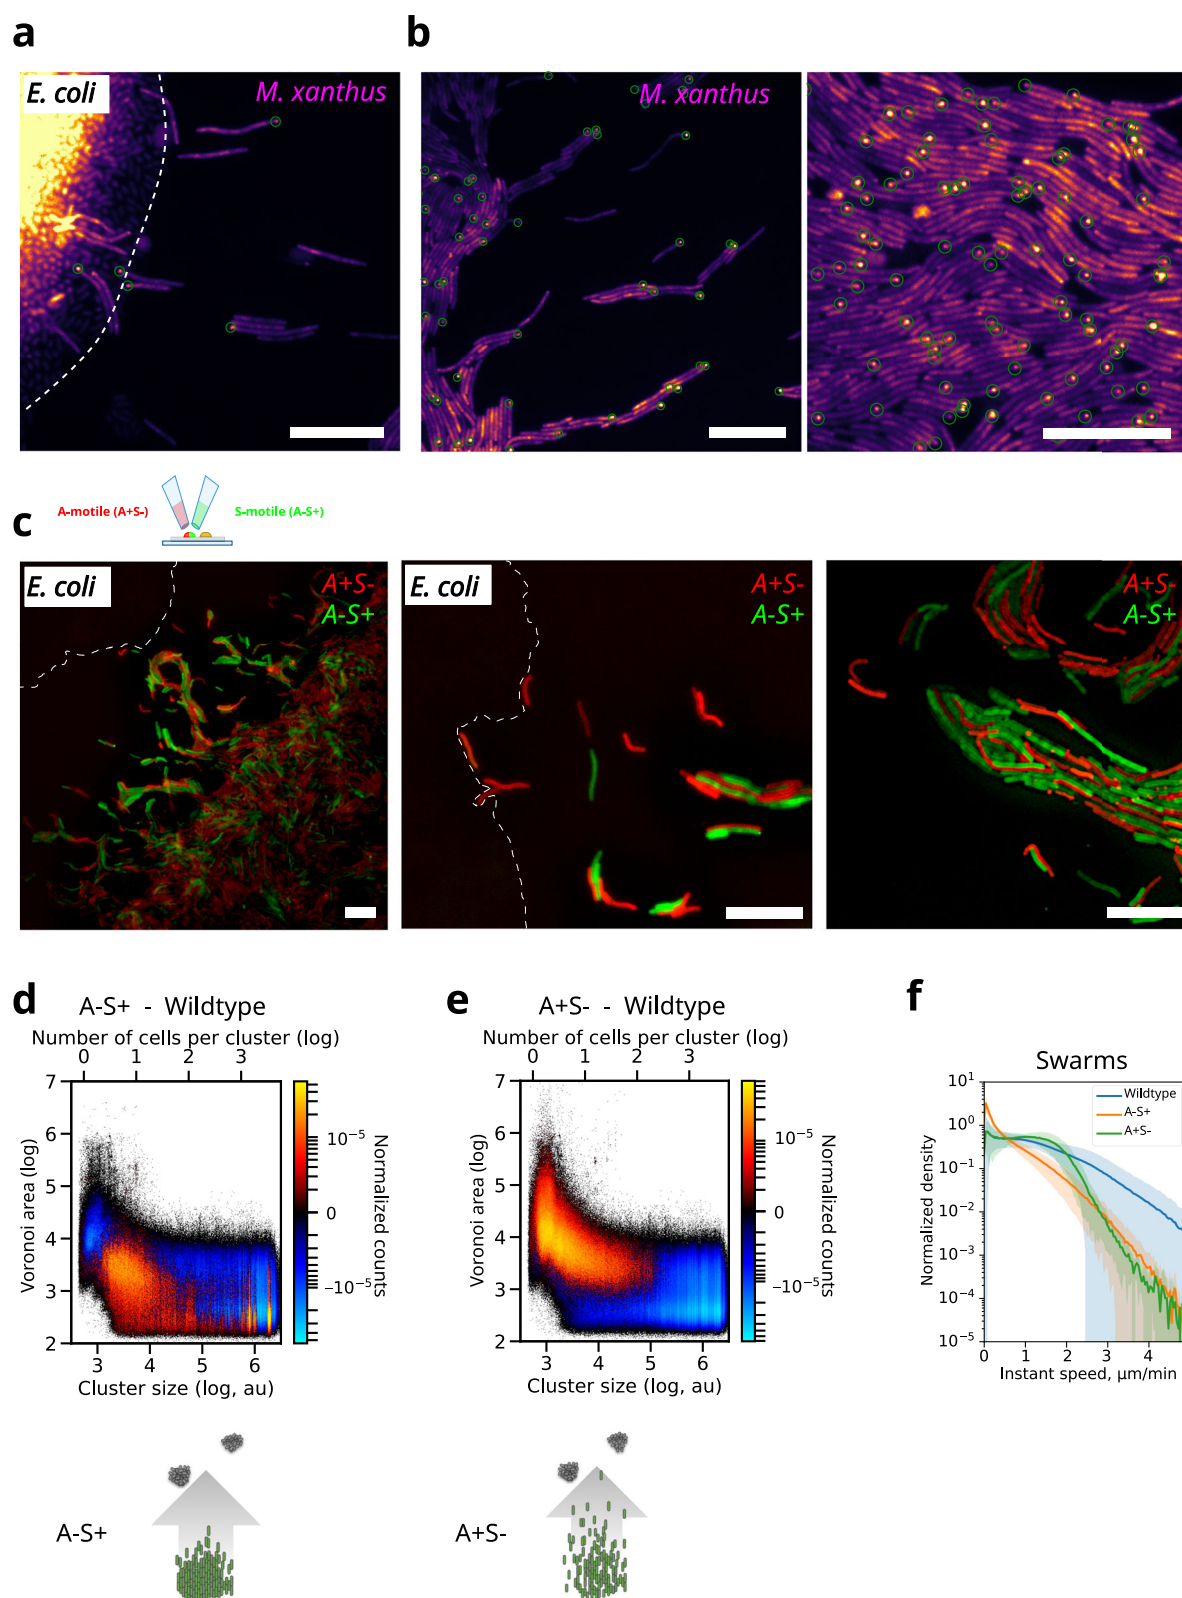 a
b
E. coli
M. xanthus
M. xanthus
A-motile (A+S-)
S-motile (A-S+)
c
E. coli
A+S-
A-S+
E. coli
A+S-
A-S+
A+S-
A-S+
d
A-S+ - Wildtype
Number of cells per cluster (log)
0 1 2 3
7
6
5
4
3
2
Voronoi area (log)
3 4 5 6
Cluster size (log, au)
10⁻⁵
0
−10⁻⁵
Normalized counts
e
A+S- - Wildtype
Number of cells per cluster (log)
0 1 2 3
7
6
5
4
3
2
Voronoi area (log)
3 4 5 6
Cluster size (log, au)
10⁻⁵
0
−10⁻⁵
Normalized counts
f
Swarms
10¹
10⁰
10⁻¹
10⁻²
10⁻³
10⁻⁴
10⁻⁵
Normalized density
Wildtype
A-S+
A+S-
0 1 2 3 4
Instant speed, μm/min
A-S+
A+S-